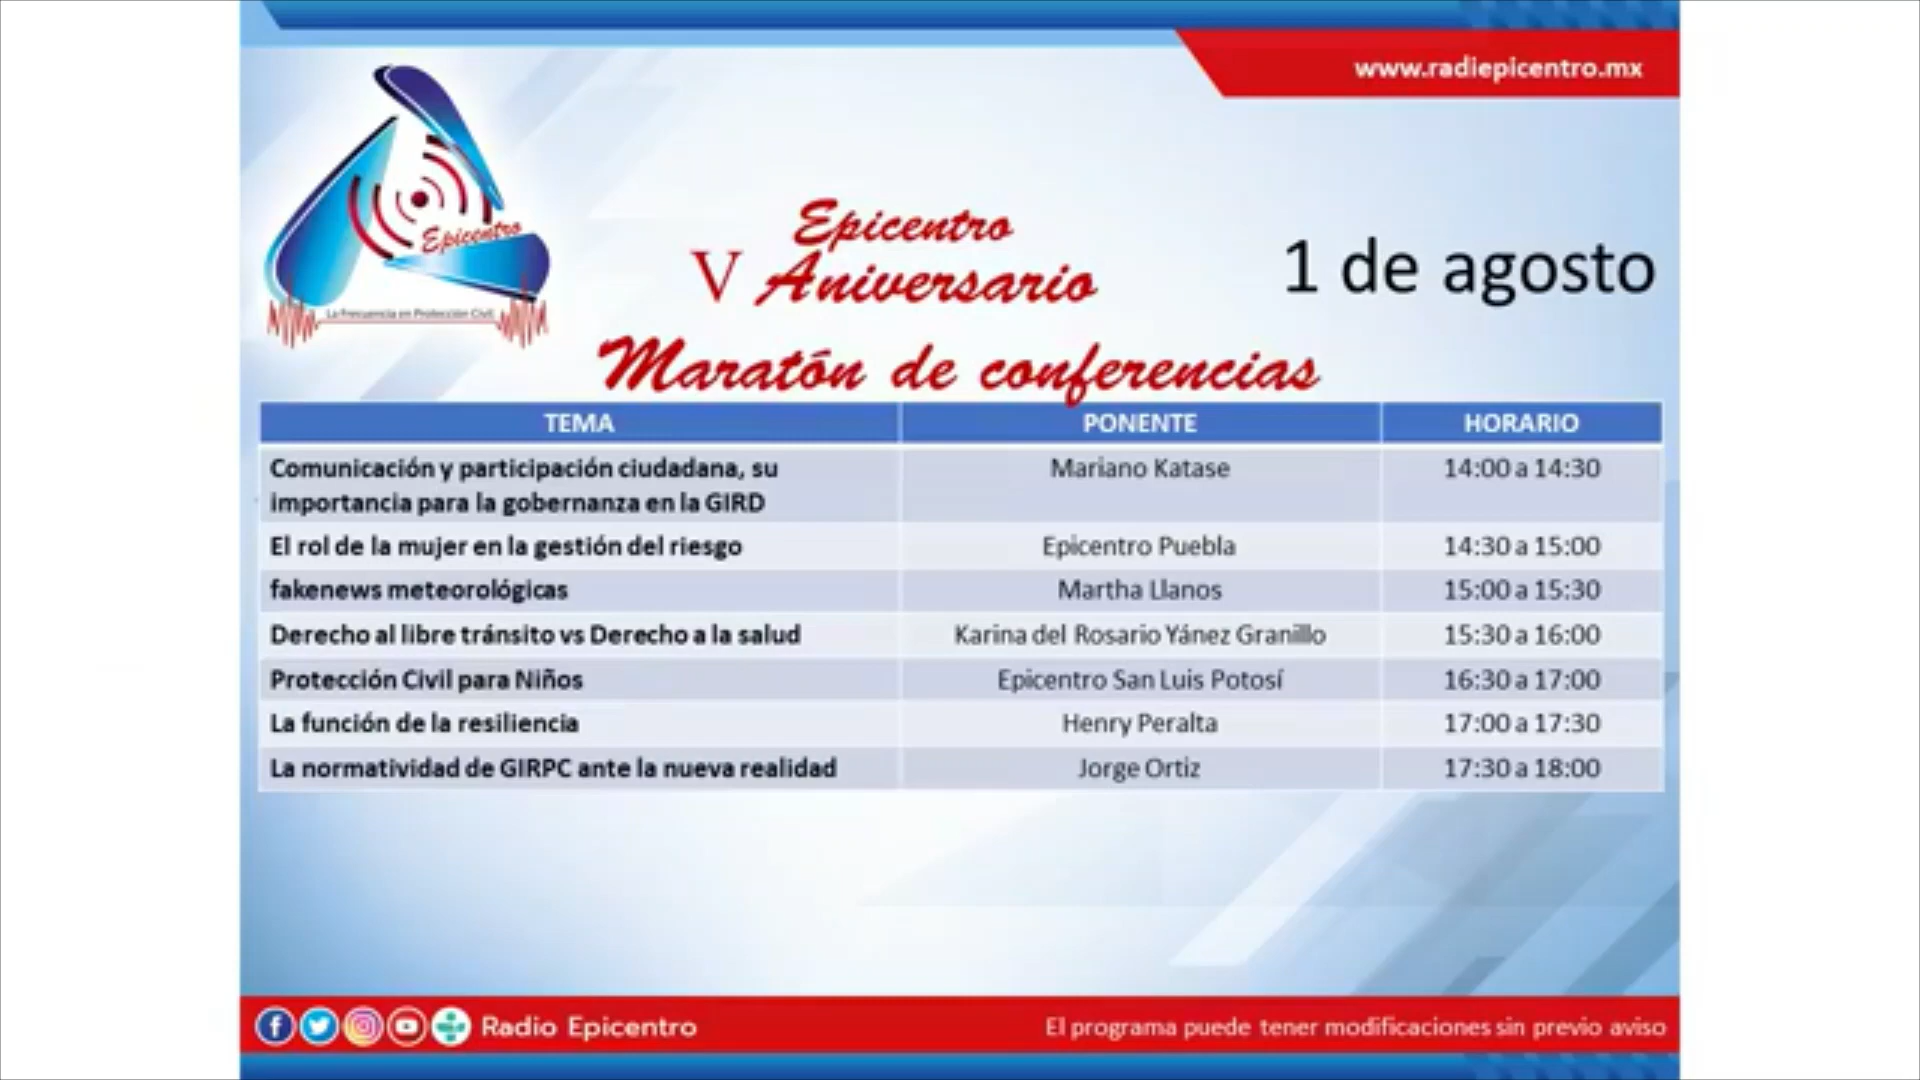 www.radiepicentro.mx
Epicentro
La frecuencia en Protección Civil
Epicentro
V Aniversario
1 de agosto
Maratón de conferencias
TEMA PONENTE HORARIO
Comunicación y participación ciudadana, su
importancia para la gobernanza en la GIRD Mariano Katase 14:00 a 14:30
El rol de la mujer en la gestión del riesgo Epicentro Puebla 14:30 a 15:00
fakenews meteorológicas Martha Llanos 15:00 a 15:30
Derecho al libre tránsito vs Derecho a la salud Karina del Rosario Yánez Granillo 15:30 a 16:00
Protección Civil para Niños Epicentro San Luis Potosí 16:30 a 17:00
La función de la resiliencia Henry Peralta 17:00 a 17:30
La normatividad de GIRPC ante la nueva realidad Jorge Ortiz 17:30 a 18:00
Radio Epicentro
El programa puede tener modificaciones sin previo aviso